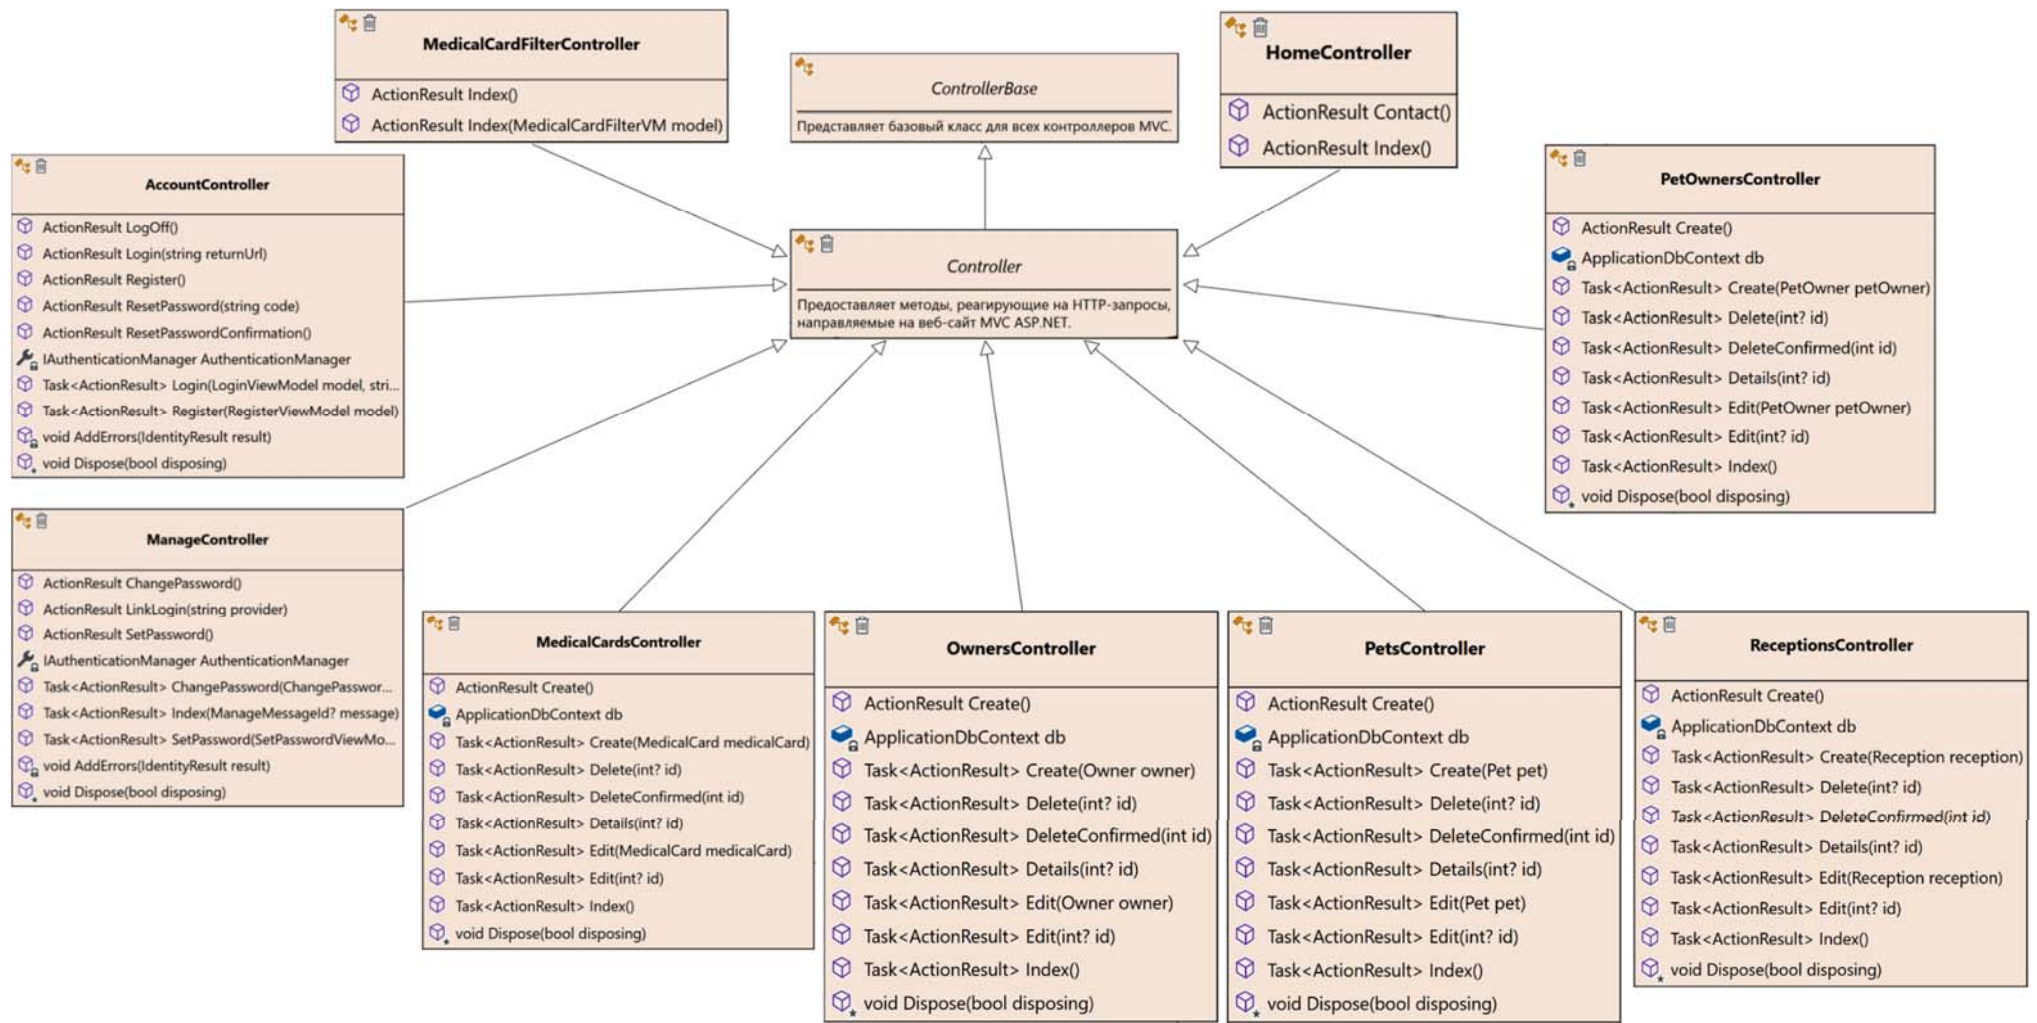 MedicalCardFilterController
ActionResult Index()
ActionResult Index(MedicalCardFilterVM model)
ControllerBase
Представляет базовый класс для всех контроллеров MVC.
HomeController
ActionResult Contact()
ActionResult Index()
AccountController
ActionResult LogOff()
ActionResult Login(string returnUrl)
ActionResult Register()
ActionResult ResetPassword(string code)
ActionResult ResetPasswordConfirmation()
IAuthenticationManager AuthenticationManager
Task<ActionResult> Login(LoginViewModel model, stri...
Task<ActionResult> Register(RegisterViewModel model)
void AddErrors(IdentityResult result)
void Dispose(bool disposing)
Controller
Предоставляет методы, реагирующие на HTTP-запросы,
направляемые на веб-сайт MVC ASP.NET.
PetOwnersController
ActionResult Create()
ApplicationDbContext db
Task<ActionResult> Create(PetOwner petOwner)
Task<ActionResult> Delete(int? id)
Task<ActionResult> DeleteConfirmed(int id)
Task<ActionResult> Details(int? id)
Task<ActionResult> Edit(PetOwner petOwner)
Task<ActionResult> Edit(int? id)
Task<ActionResult> Index()
void Dispose(bool disposing)
ManageController
ActionResult ChangePassword()
ActionResult LinkLogin(string provider)
ActionResult SetPassword()
IAuthenticationManager AuthenticationManager
Task<ActionResult> ChangePassword(ChangePasswor...
Task<ActionResult> Index(ManageMessageId? message)
Task<ActionResult> SetPassword(SetPasswordViewMo...
void AddErrors(IdentityResult result)
void Dispose(bool disposing)
MedicalCardsController
ActionResult Create()
ApplicationDbContext db
Task<ActionResult> Create(MedicalCard medicalCard)
Task<ActionResult> Delete(int? id)
Task<ActionResult> DeleteConfirmed(int id)
Task<ActionResult> Details(int? id)
Task<ActionResult> Edit(MedicalCard medicalCard)
Task<ActionResult> Edit(int? id)
Task<ActionResult> Index()
void Dispose(bool disposing)
OwnersController
ActionResult Create()
ApplicationDbContext db
Task<ActionResult> Create(Owner owner)
Task<ActionResult> Delete(int? id)
Task<ActionResult> DeleteConfirmed(int id)
Task<ActionResult> Details(int? id)
Task<ActionResult> Edit(Owner owner)
Task<ActionResult> Edit(int? id)
Task<ActionResult> Index()
void Dispose(bool disposing)
PetsController
ActionResult Create()
ApplicationDbContext db
Task<ActionResult> Create(Pet pet)
Task<ActionResult> Delete(int? id)
Task<ActionResult> DeleteConfirmed(int id)
Task<ActionResult> Details(int? id)
Task<ActionResult> Edit(Pet pet)
Task<ActionResult> Edit(int? id)
Task<ActionResult> Index()
void Dispose(bool disposing)
ReceptionsController
ActionResult Create()
ApplicationDbContext db
Task<ActionResult> Create(Reception reception)
Task<ActionResult> Delete(int? id)
Task<ActionResult> DeleteConfirmed(int id)
Task<ActionResult> Details(int? id)
Task<ActionResult> Edit(Reception reception)
Task<ActionResult> Edit(int? id)
Task<ActionResult> Index()
void Dispose(bool disposing)